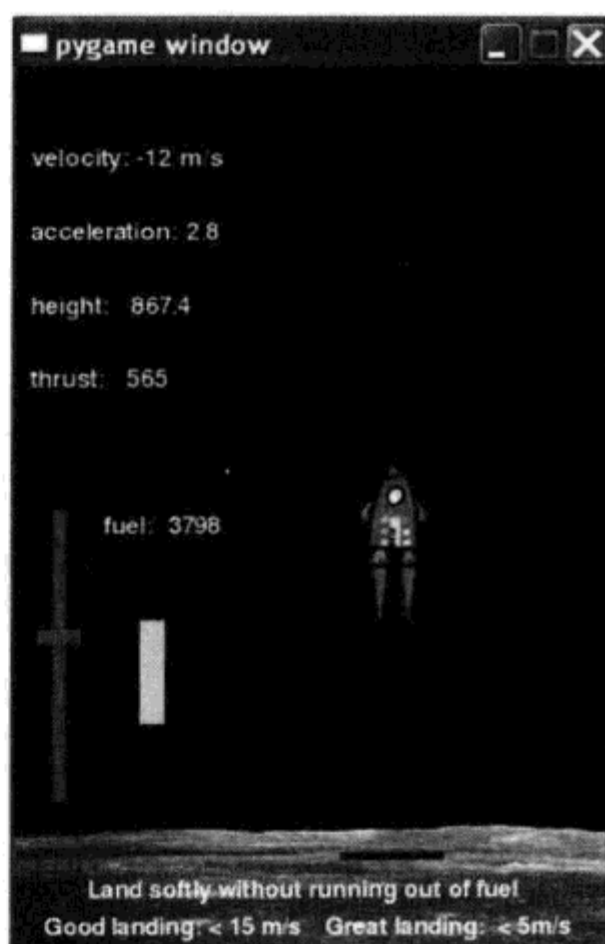 pygame window
velocity: -12 m/s
acceleration: 2.8
height: 867.4
thrust: 565
fuel: 3798
Land softly without running out of fuel
Good landing: < 15 m/s Great landing: < 5m/s